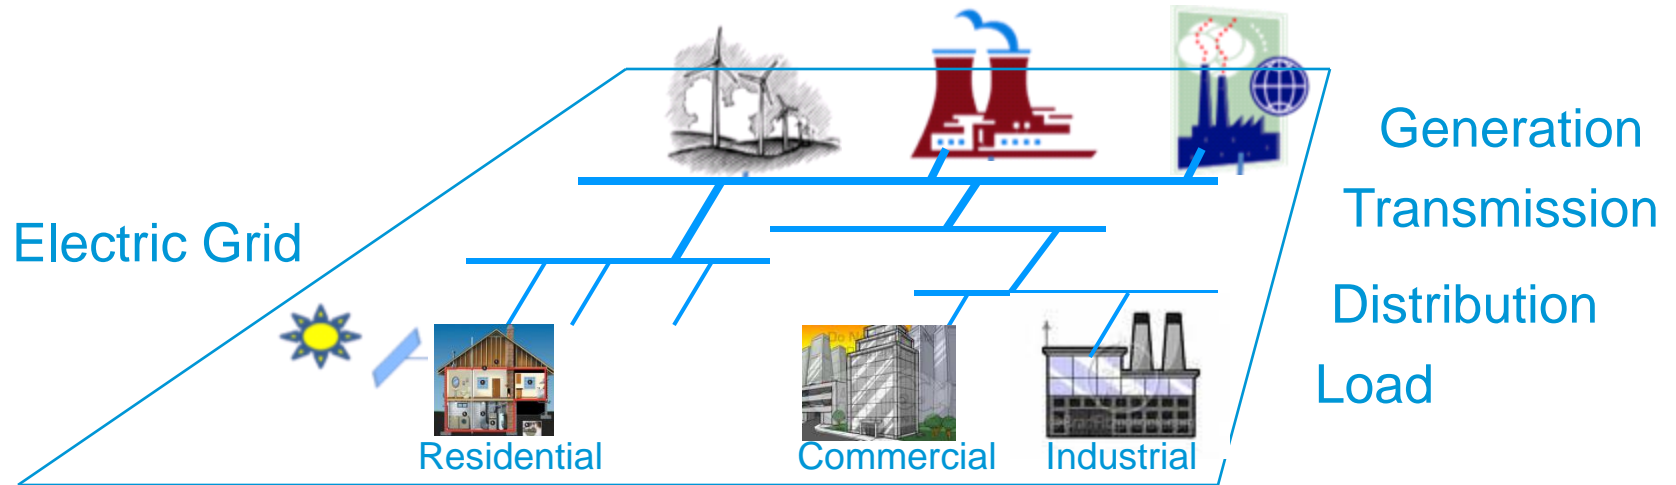 Generation
Transmission
Electric Grid
Distribution
Load
Residential
Commercial
Industrial